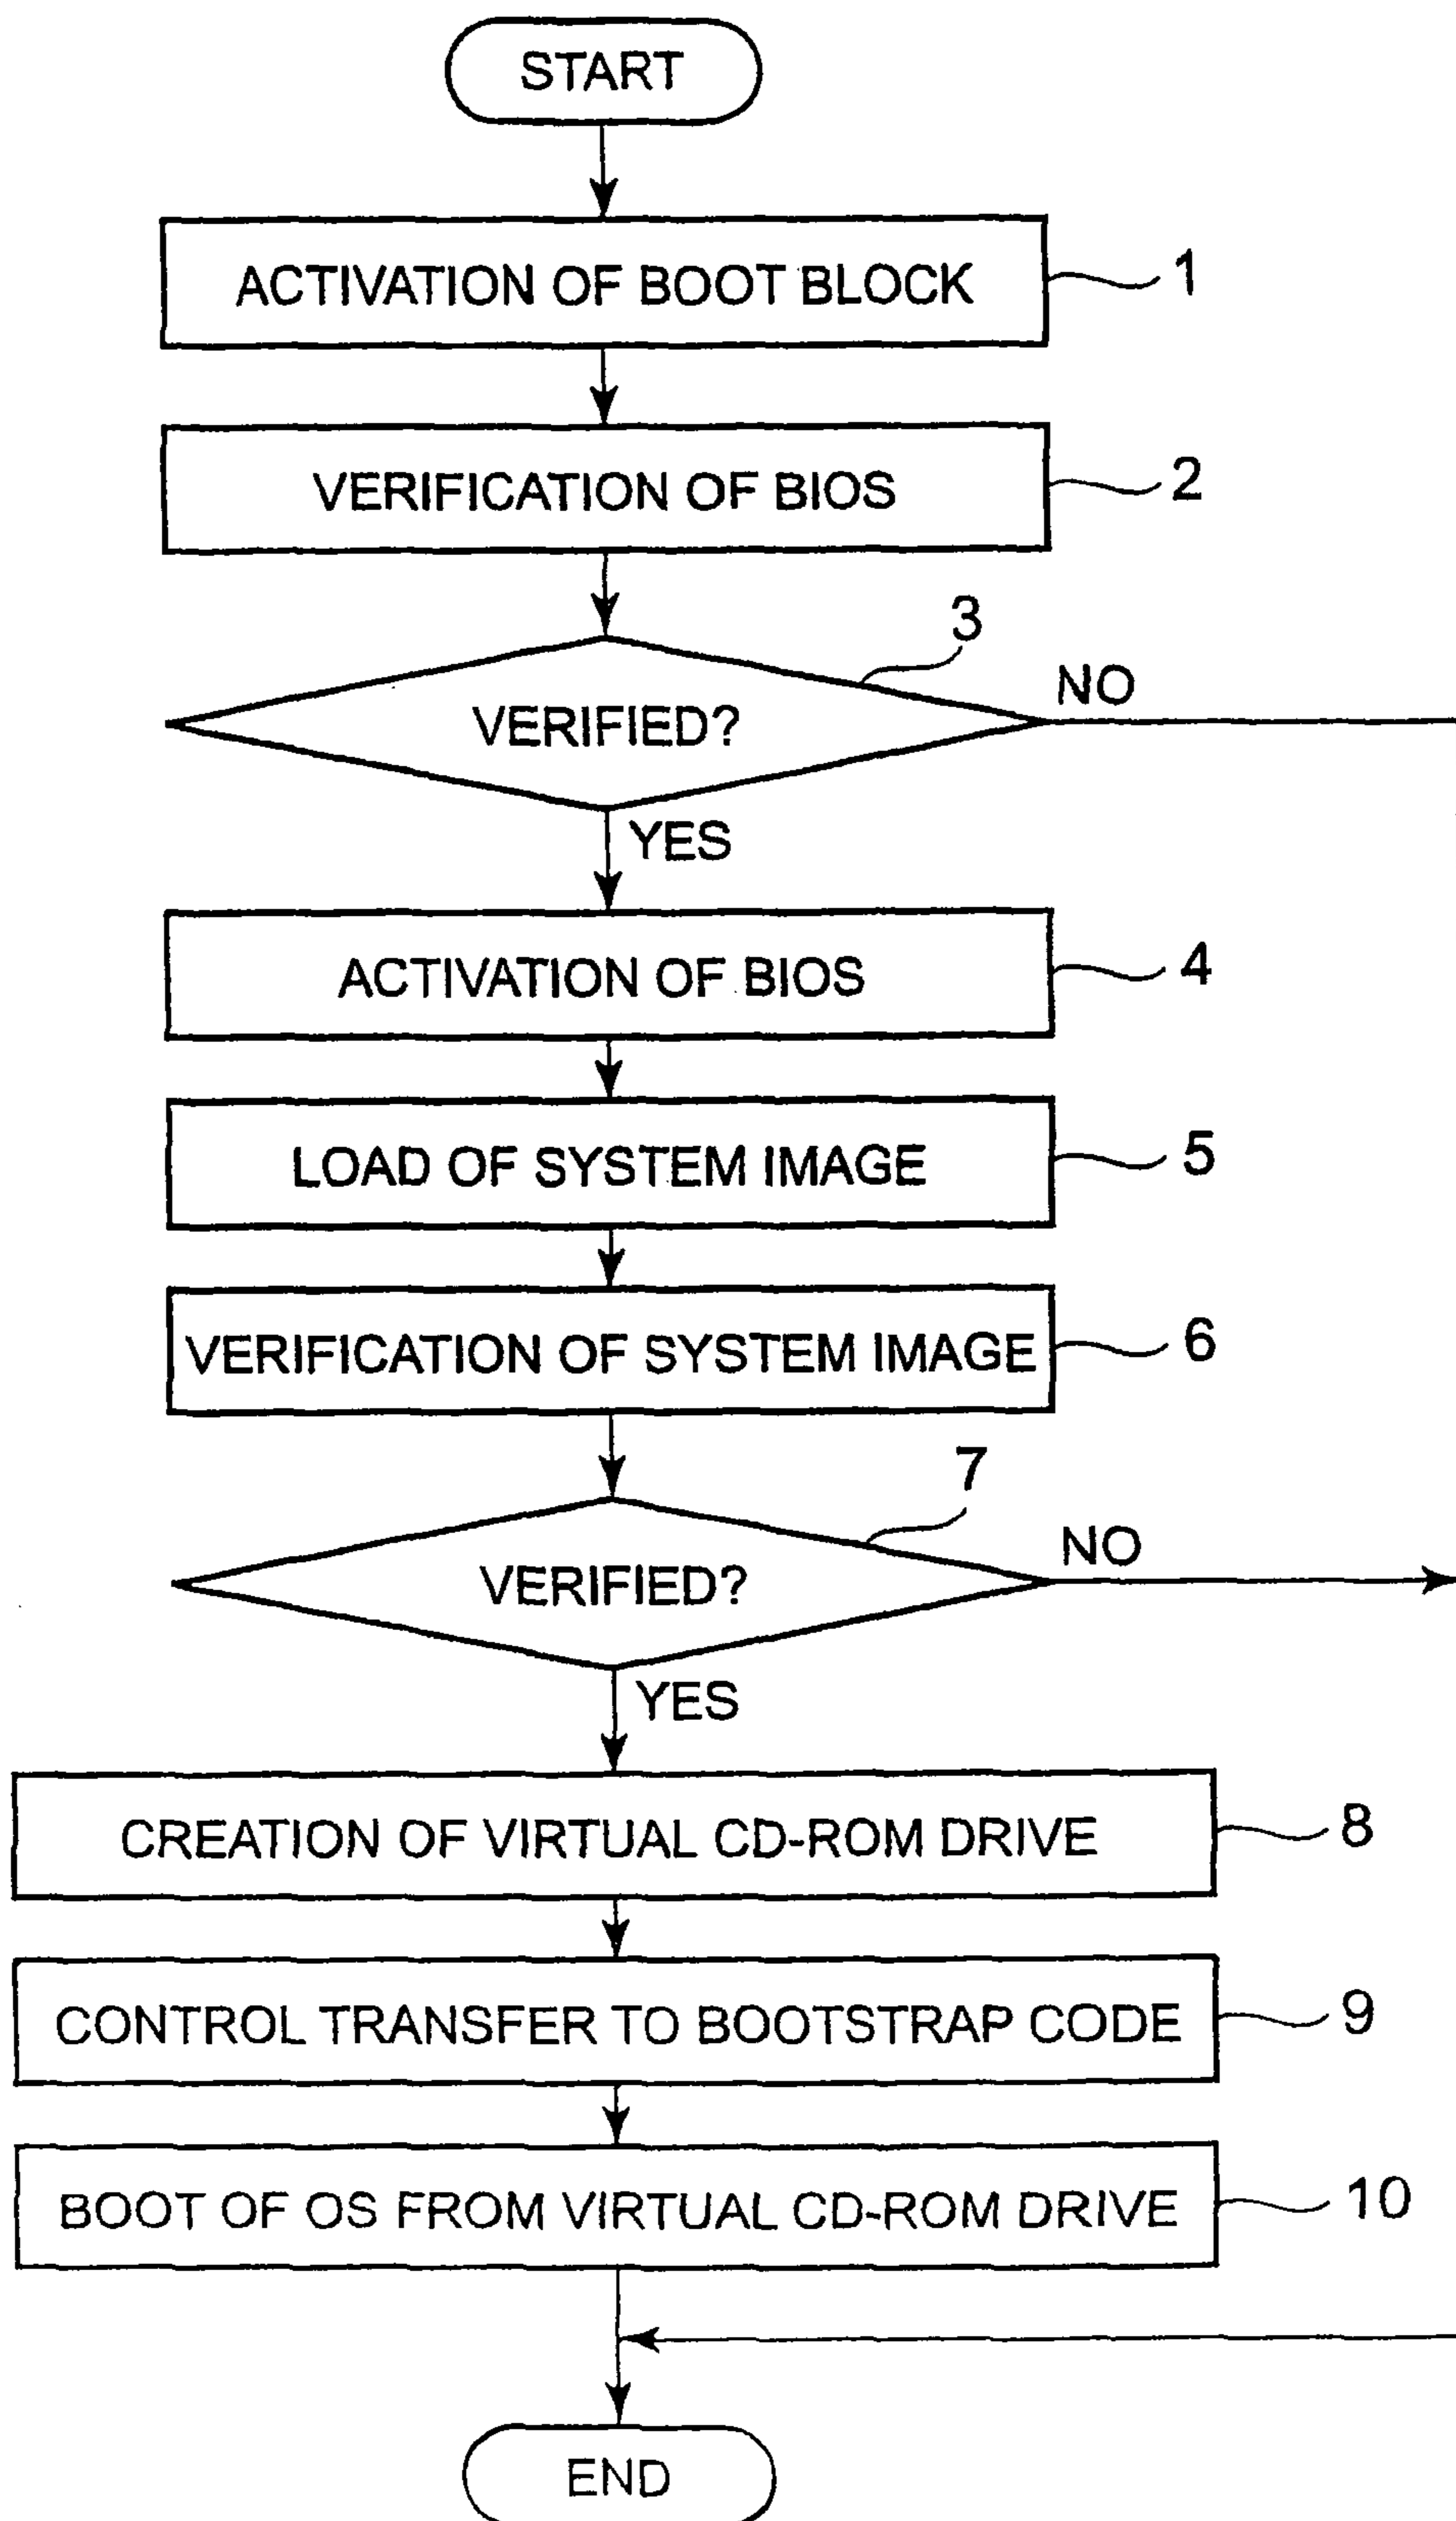 START
ACTIVATION OF BOOT BLOCK
1
VERIFICATION OF BIOS
2
3
VERIFIED?
NO
YES
ACTIVATION OF BIOS
4
LOAD OF SYSTEM IMAGE
5
VERIFICATION OF SYSTEM IMAGE
6
7
VERIFIED?
NO
YES
CREATION OF VIRTUAL CD-ROM DRIVE
8
CONTROL TRANSFER TO BOOTSTRAP CODE
9
BOOT OF OS FROM VIRTUAL CD-ROM DRIVE
10
END